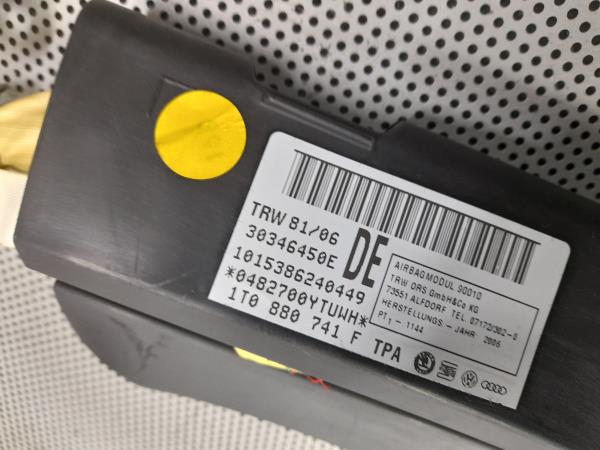 TRW 81/06
30346450E
DE
1015386240449
*0482700YTUWH*
1T0 880 741 F TPA
AIRBAGMODUL 90010
TRW ORS GmbH&Co KG
73551 ALFDORF TEL. 07172/302-0
HERSTELLUNGS - JAHR: 2006
PT1 - 1144